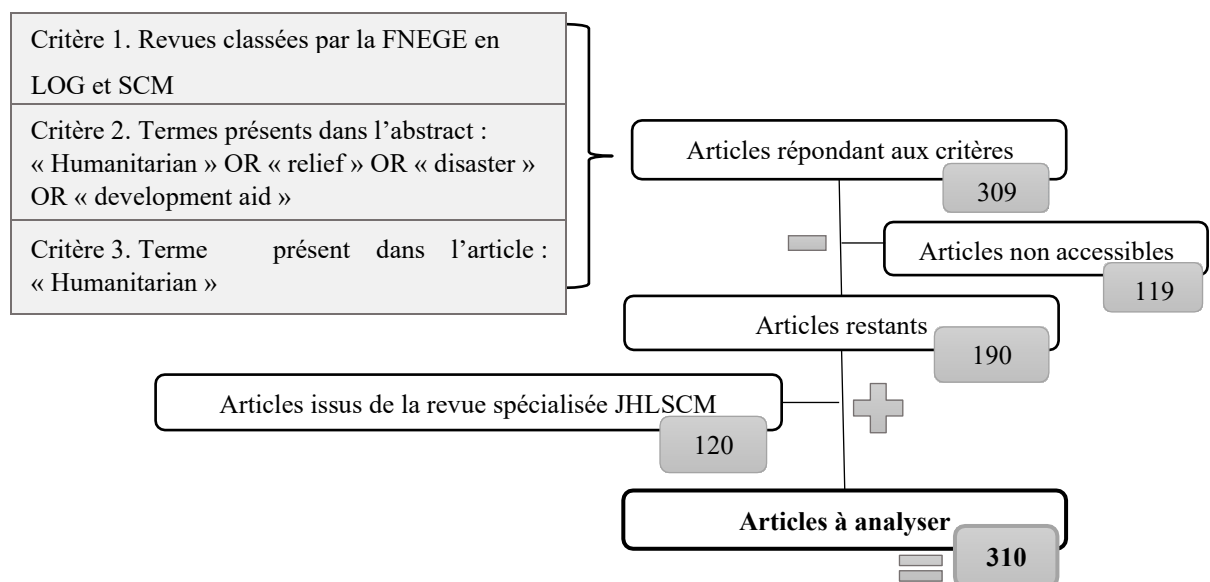 Critère 1. Revues classées par la FNEGE en
LOG et SCM
Critère 2. Termes présents dans l’abstract :
« Humanitarian » OR « relief » OR « disaster »
OR « development aid »
Critère 3. Terme présent dans l’article :
« Humanitarian »
Articles répondant aux critères
309
Articles non accessibles
119
Articles restants
190
Articles issus de la revue spécialisée JHLSCM
120
Articles à analyser
310